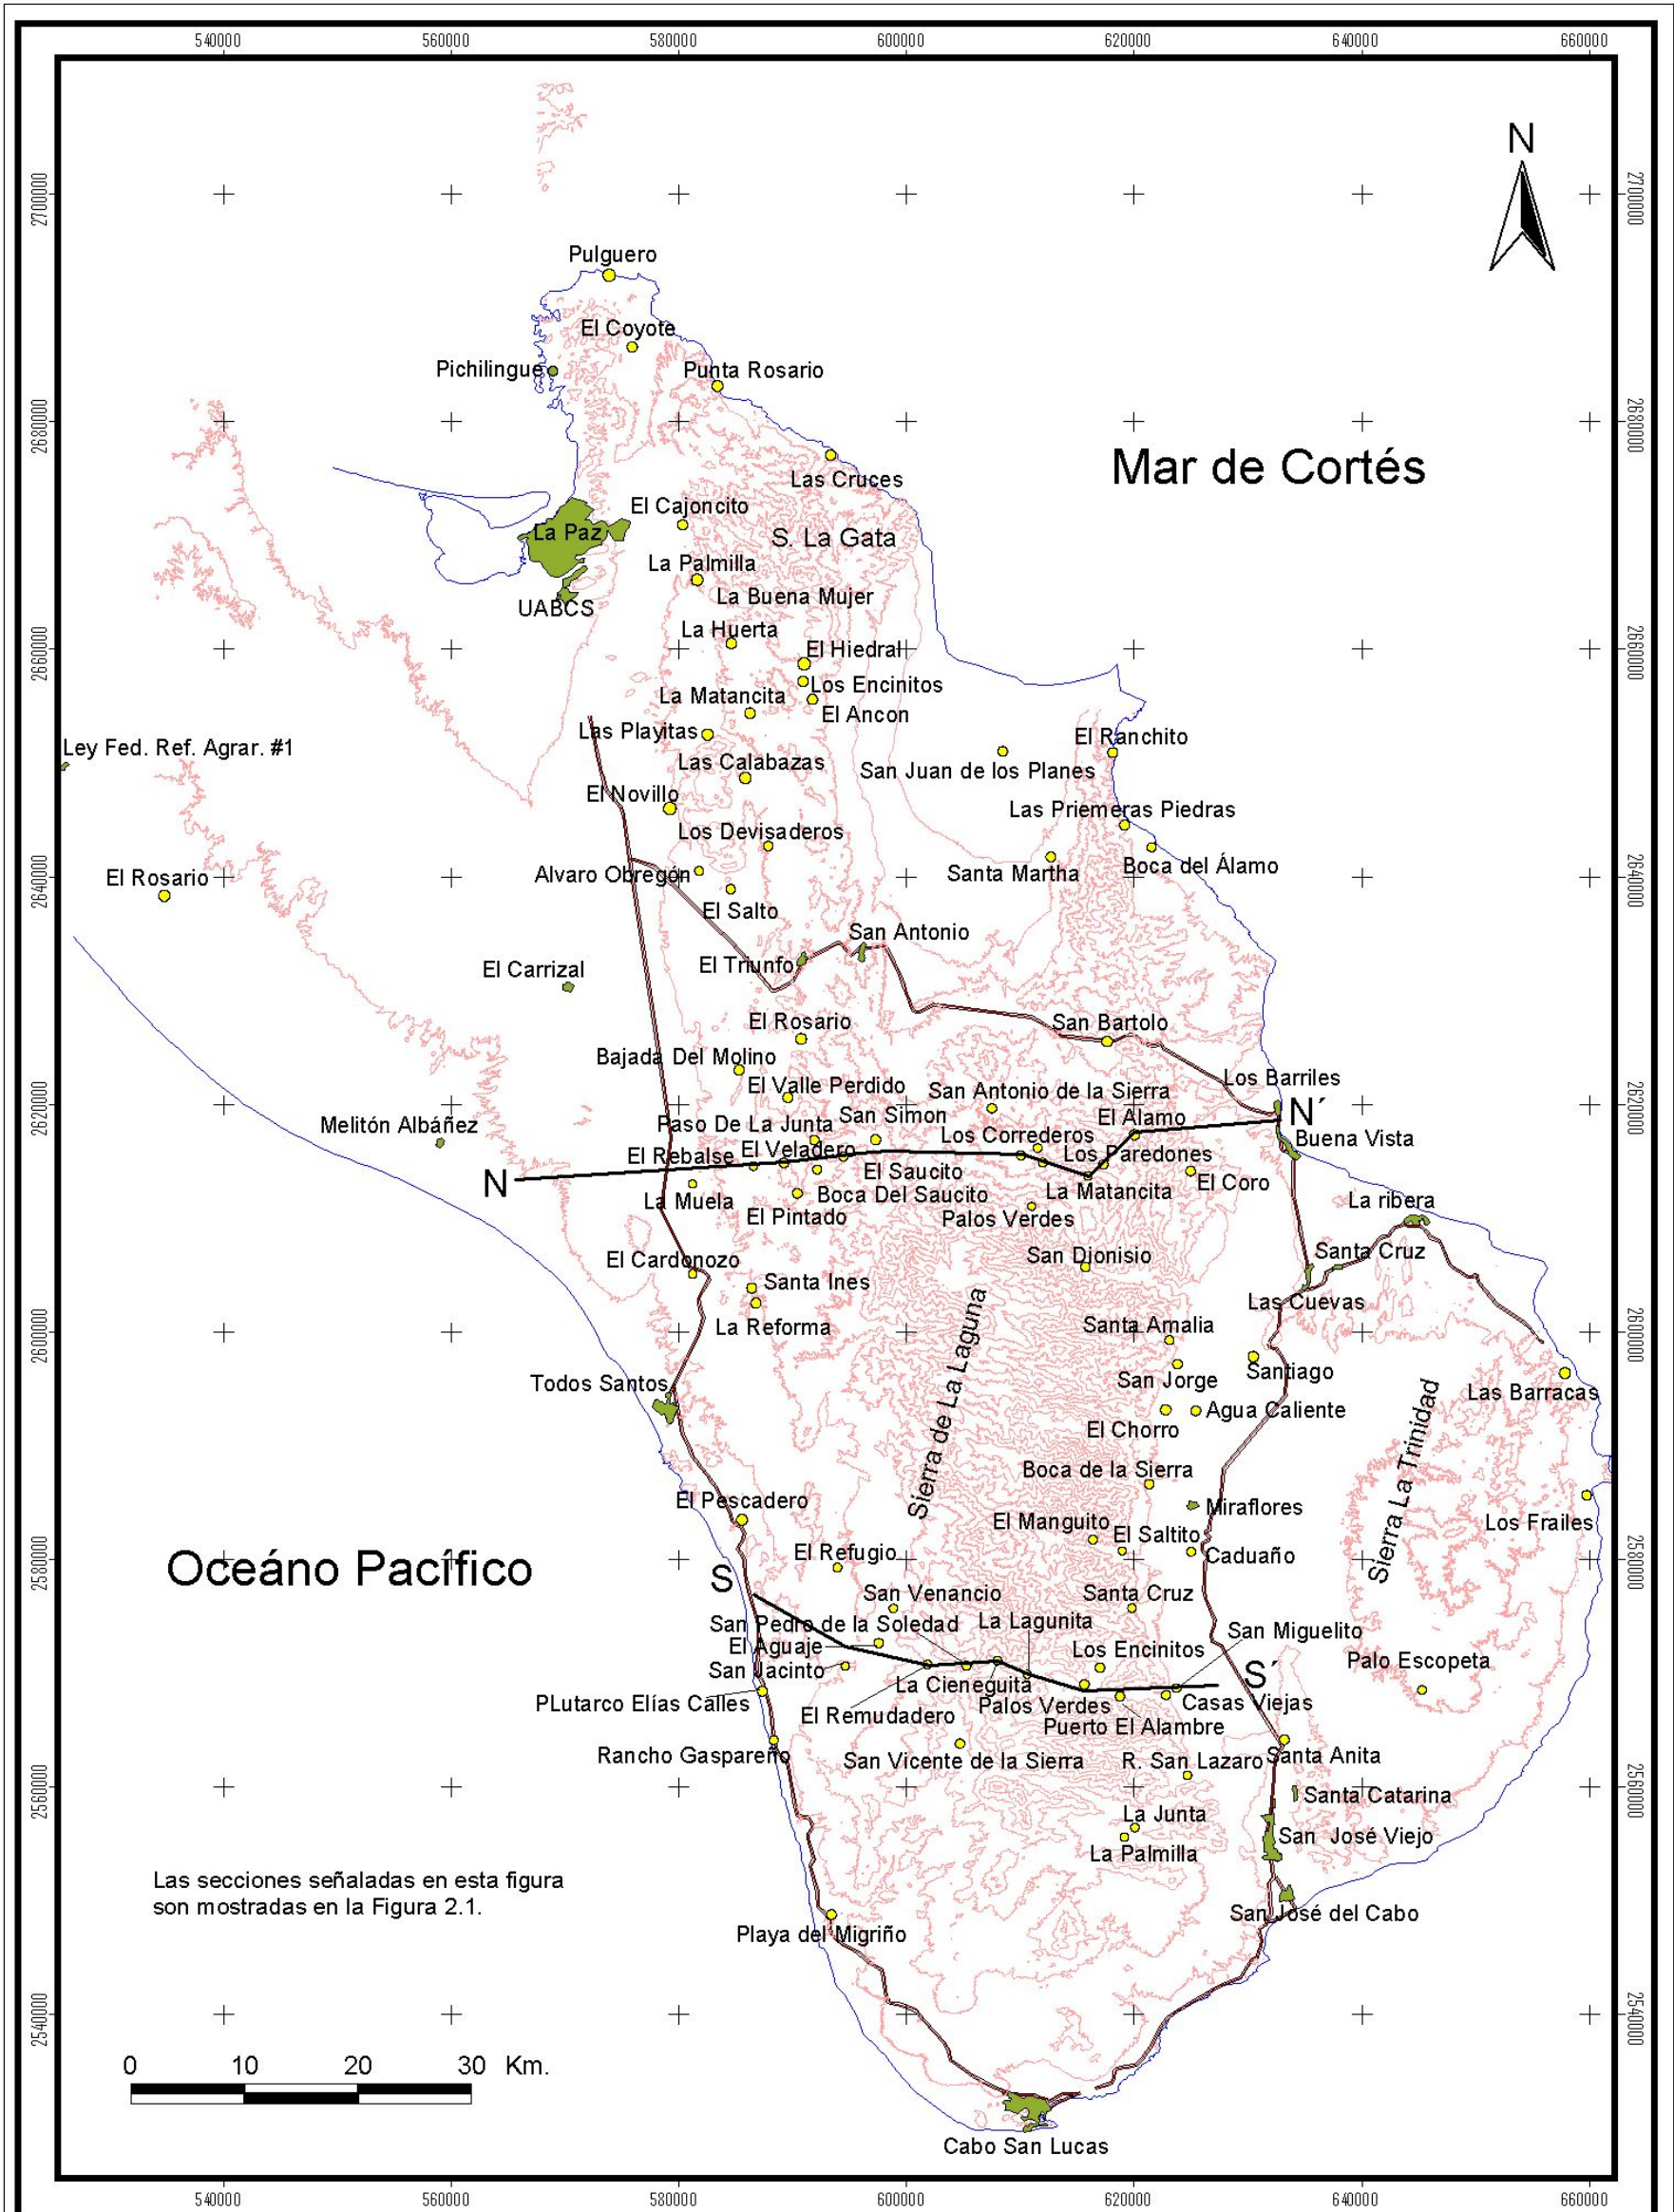 540000 560000 580000 600000 620000 640000 660000
N
2700000
2700000
Pulguero
El Coyote
Pichilingue
Punta Rosario
2680000
2680000
Mar de Cortés
Las Cruces
El Cajoncito
La Paz
S. La Gata
La Palmilla
La Buena Mujer
UABCS
La Huerta
2660000
El Hiedral
2660000
Los Encinitos
La Matancita
El Ancon
Las Playitas
El Ranchito
Ley Fed. Ref. Agrar. #1
Las Calabazas
San Juan de los Planes
El Novillo
Las Priemeras Piedras
Los Devisaderos
Boca del Álamo
2640000
El Rosario
Alvaro Obregón
Santa Martha
2640000
El Salto
San Antonio
El Triunfo
El Carrizal
El Rosario
San Bartolo
Bajada Del Molino
Los Barriles
El Valle Perdido
San Antonio de la Sierra
2620000
N´
2620000
San Simon
El Alamo
Melitón Albáñez
Paso De La Junta
Los Correderos
Buena Vista
El Rebalse
El Veladero
Los Paredones
El Saucito
N
El Coro
La Muela
Boca Del Saucito
La Matancita
La ribera
El Pintado
Palos Verdes
El Cardonozo
San Dionisio
Santa Cruz
Santa Ines
Las Cuevas
La Reforma
Santa Amalia
2600000
2600000
Sierra de La Laguna
San Jorge
Santiago
Todos Santos
Las Barracas
Agua Caliente
El Chorro
Sierra La Trinidad
Boca de la Sierra
El Pescadero
Miraflores
El Manguito
Los Frailes
El Saltito
Oceáno Pacífico
El Refugio
Caduaño
2580000
2580000
S
San Venancio
Santa Cruz
San Pedro de la Soledad
La Lagunita
San Miguelito
El Aguaje
Los Encinitos
San Jacinto
Palo Escopeta
S´
La Cieneguita
PLutarco Elías Calles
Palos Verdes
Casas Viejas
El Remudadero
Puerto El Alambre
Rancho Gaspareño
San Vicente de la Sierra
R. San Lazaro
Santa Anita
2560000
Santa Catarina
2560000
La Junta
San José Viejo
La Palmilla
Las secciones señaladas en esta figura
son mostradas en la Figura 2.1.
San José del Cabo
Playa del Migriño
2540000
2540000
0 10 20 30 Km.
Cabo San Lucas
540000 560000 580000 600000 620000 640000 660000